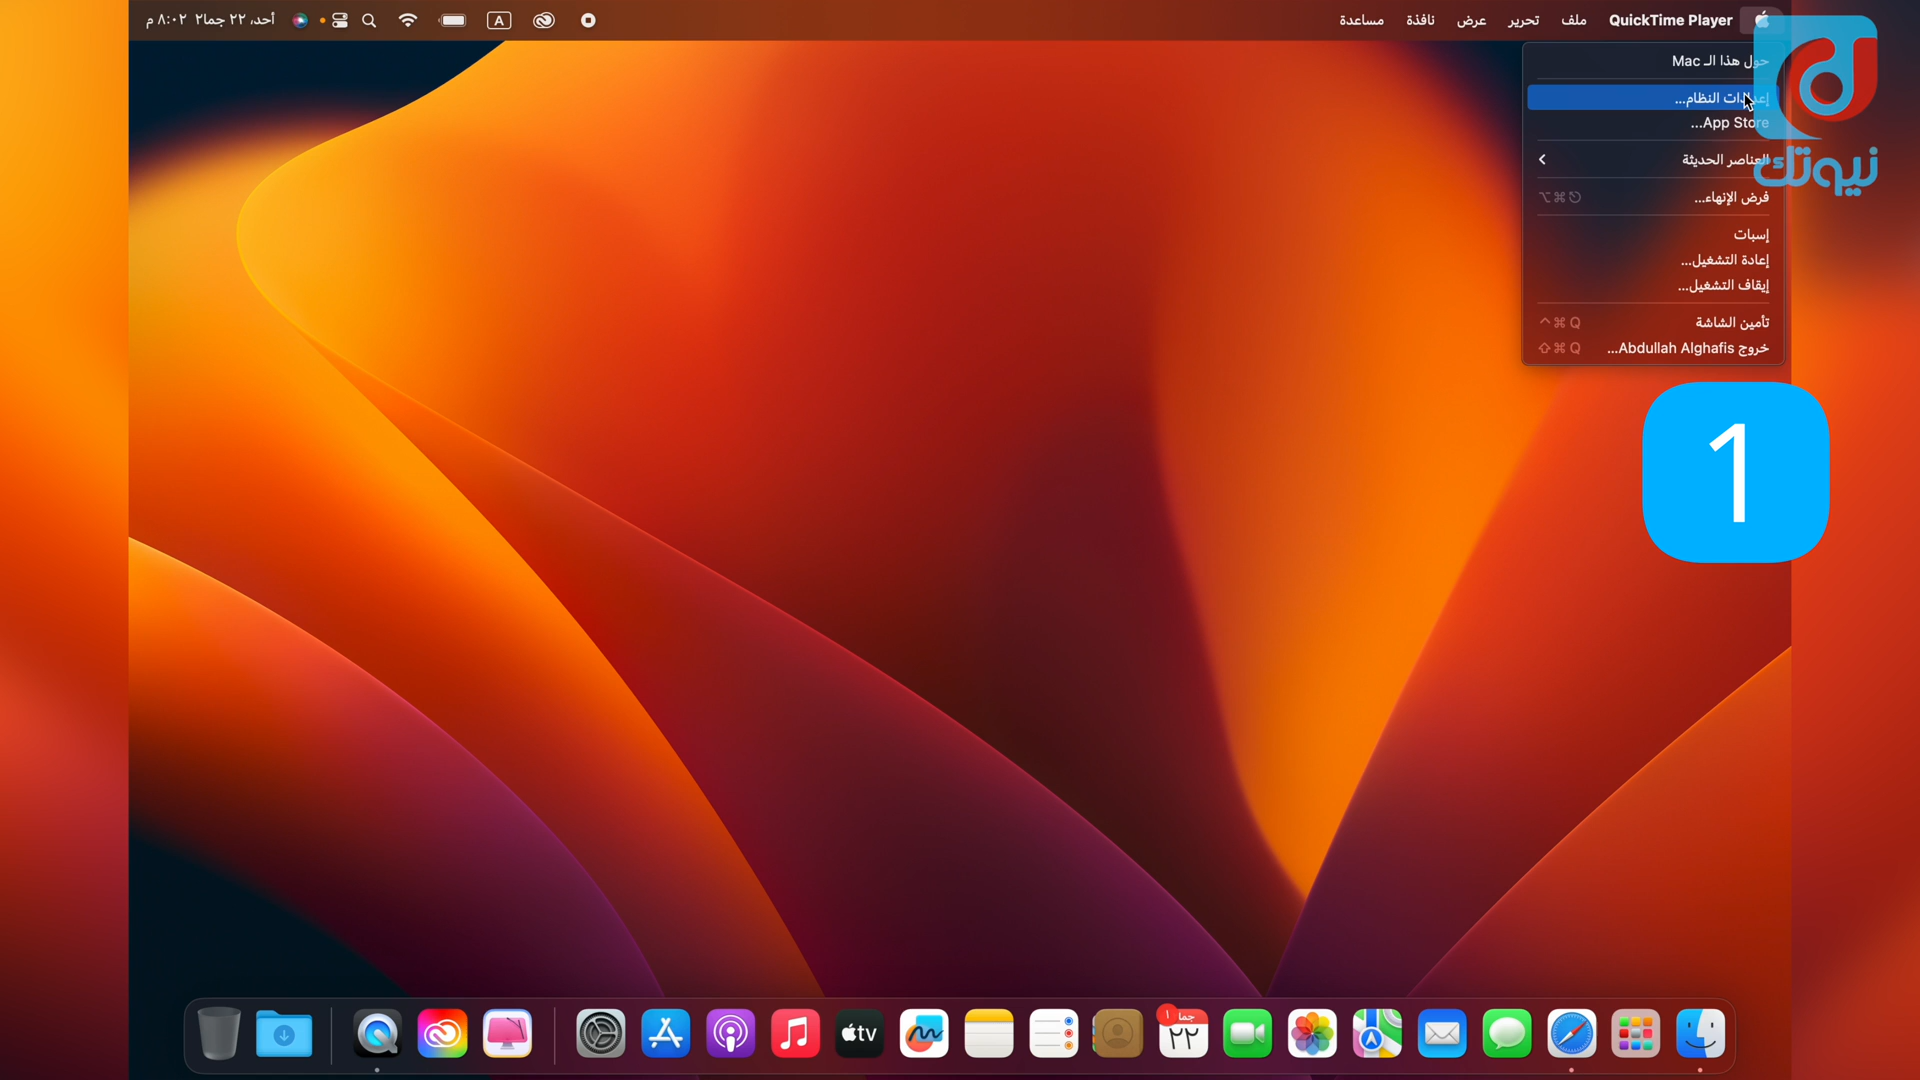 QuickTime Player ملف تحرير عرض نافذة مساعدة
A أحد، ٢٢ جما٢ ٨:٠٢ م
حول هذا الـ Mac
إعدادات النظام...
App Store...
العناصر الحديثة
فرض الإنهاء... ⌥⌘⎋
إسبات
إعادة التشغيل...
إيقاف التشغيل...
تأمين الشاشة ^⌘Q
خروج Abdullah Alghafis... ⇧⌘Q
نيوتك
1
tv
١
جما
٢٢